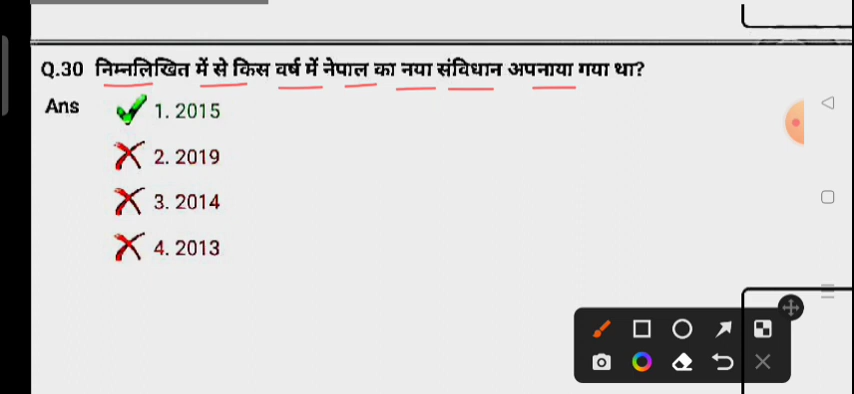 Q.30 निम्नलिखित में से किस वर्ष में नेपाल का नया संविधान अपनाया गया था?
Ans 1. 2015
2. 2019
3. 2014
4. 2013